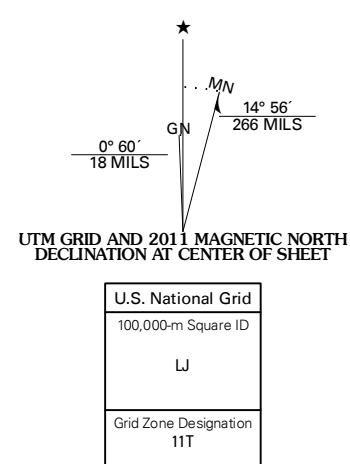 MN
GN
14° 56´
266 MILS
0° 60´
18 MILS
UTM GRID AND 2011 MAGNETIC NORTH
DECLINATION AT CENTER OF SHEET
U.S. National Grid
100,000-m Square ID
LJ
Grid Zone Designation
11T